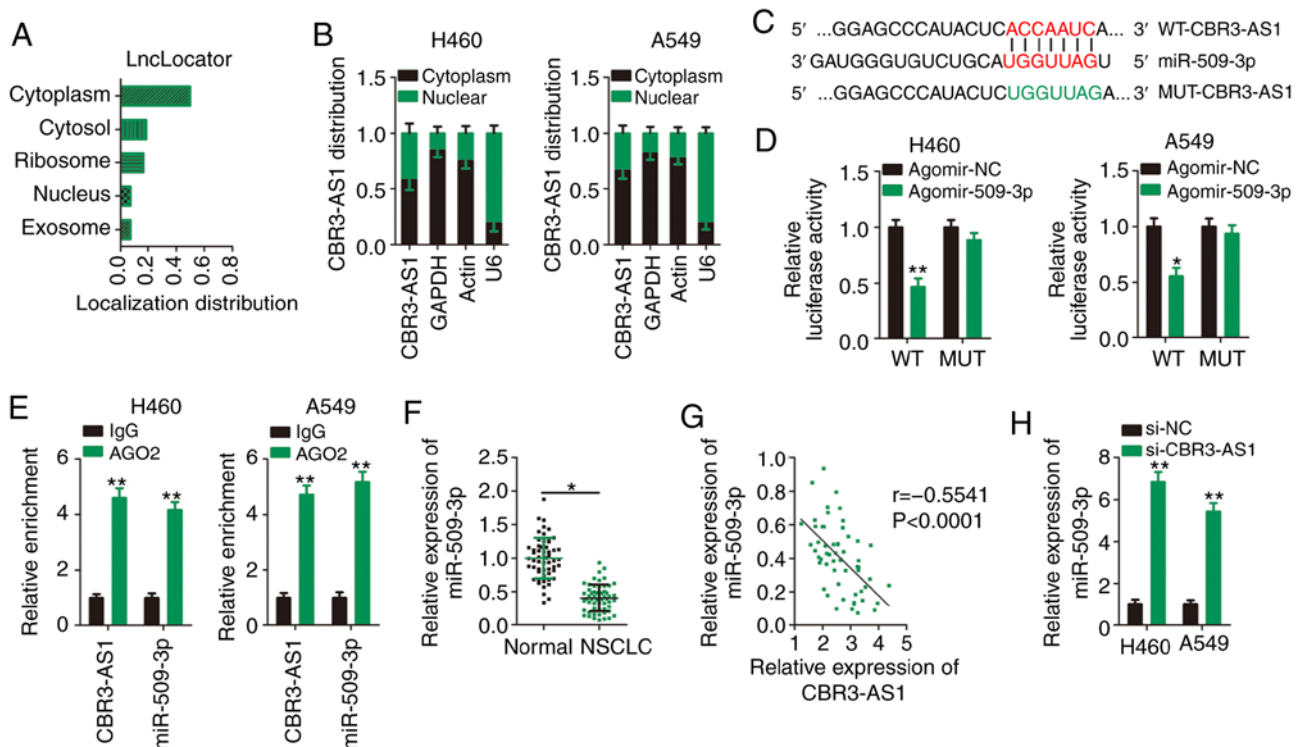 A
LncLocator
Cytoplasm
Cytosol
Ribosome
Nucleus
Exosome
0.0 0.2 0.4 0.6 0.8
Localization distribution
B
H460
CBR3-AS1 distribution
1.5
1.0
0.5
0.0
Cytoplasm
Nuclear
CBR3-AS1
GAPDH
Actin
U6
A549
CBR3-AS1 distribution
1.5
1.0
0.5
0.0
Cytoplasm
Nuclear
CBR3-AS1
GAPDH
Actin
U6
C
5′ ...GGAGCCCAUACUCACCAAUCA... 3′ WT-CBR3-AS1
3′ GAUGGGUGUCUGCAUGGUUAGU 5′ miR-509-3p
5′ ...GGAGCCCAUACUCUGGUUAGA... 3′ MUT-CBR3-AS1
D
H460
Relative
luciferase activity
1.5
1.0
0.5
0.0
Agomir-NC
Agomir-509-3p
**
WT MUT
A549
Relative
luciferase activity
1.5
1.0
0.5
0.0
Agomir-NC
Agomir-509-3p
*
WT MUT
E
H460
IgG
AGO2
Relative enrichment
6
4
2
0
** **
CBR3-AS1
miR-509-3p
A549
IgG
AGO2
Relative enrichment
6
4
2
0
** **
CBR3-AS1
miR-509-3p
F
Relative expression of
miR-509-3p
2.5
2.0
1.5
1.0
0.5
0.0
*
Normal NSCLC
G
Relative expression of
miR-509-3p
1.0
0.8
0.6
0.4
0.2
0.0
r=−0.5541
P<0.0001
1 2 3 4 5
Relative expression of
CBR3-AS1
H
si-NC
si-CBR3-AS1
Relative expression of
miR-509-3p
8
6
4
2
0
** **
H460 A549